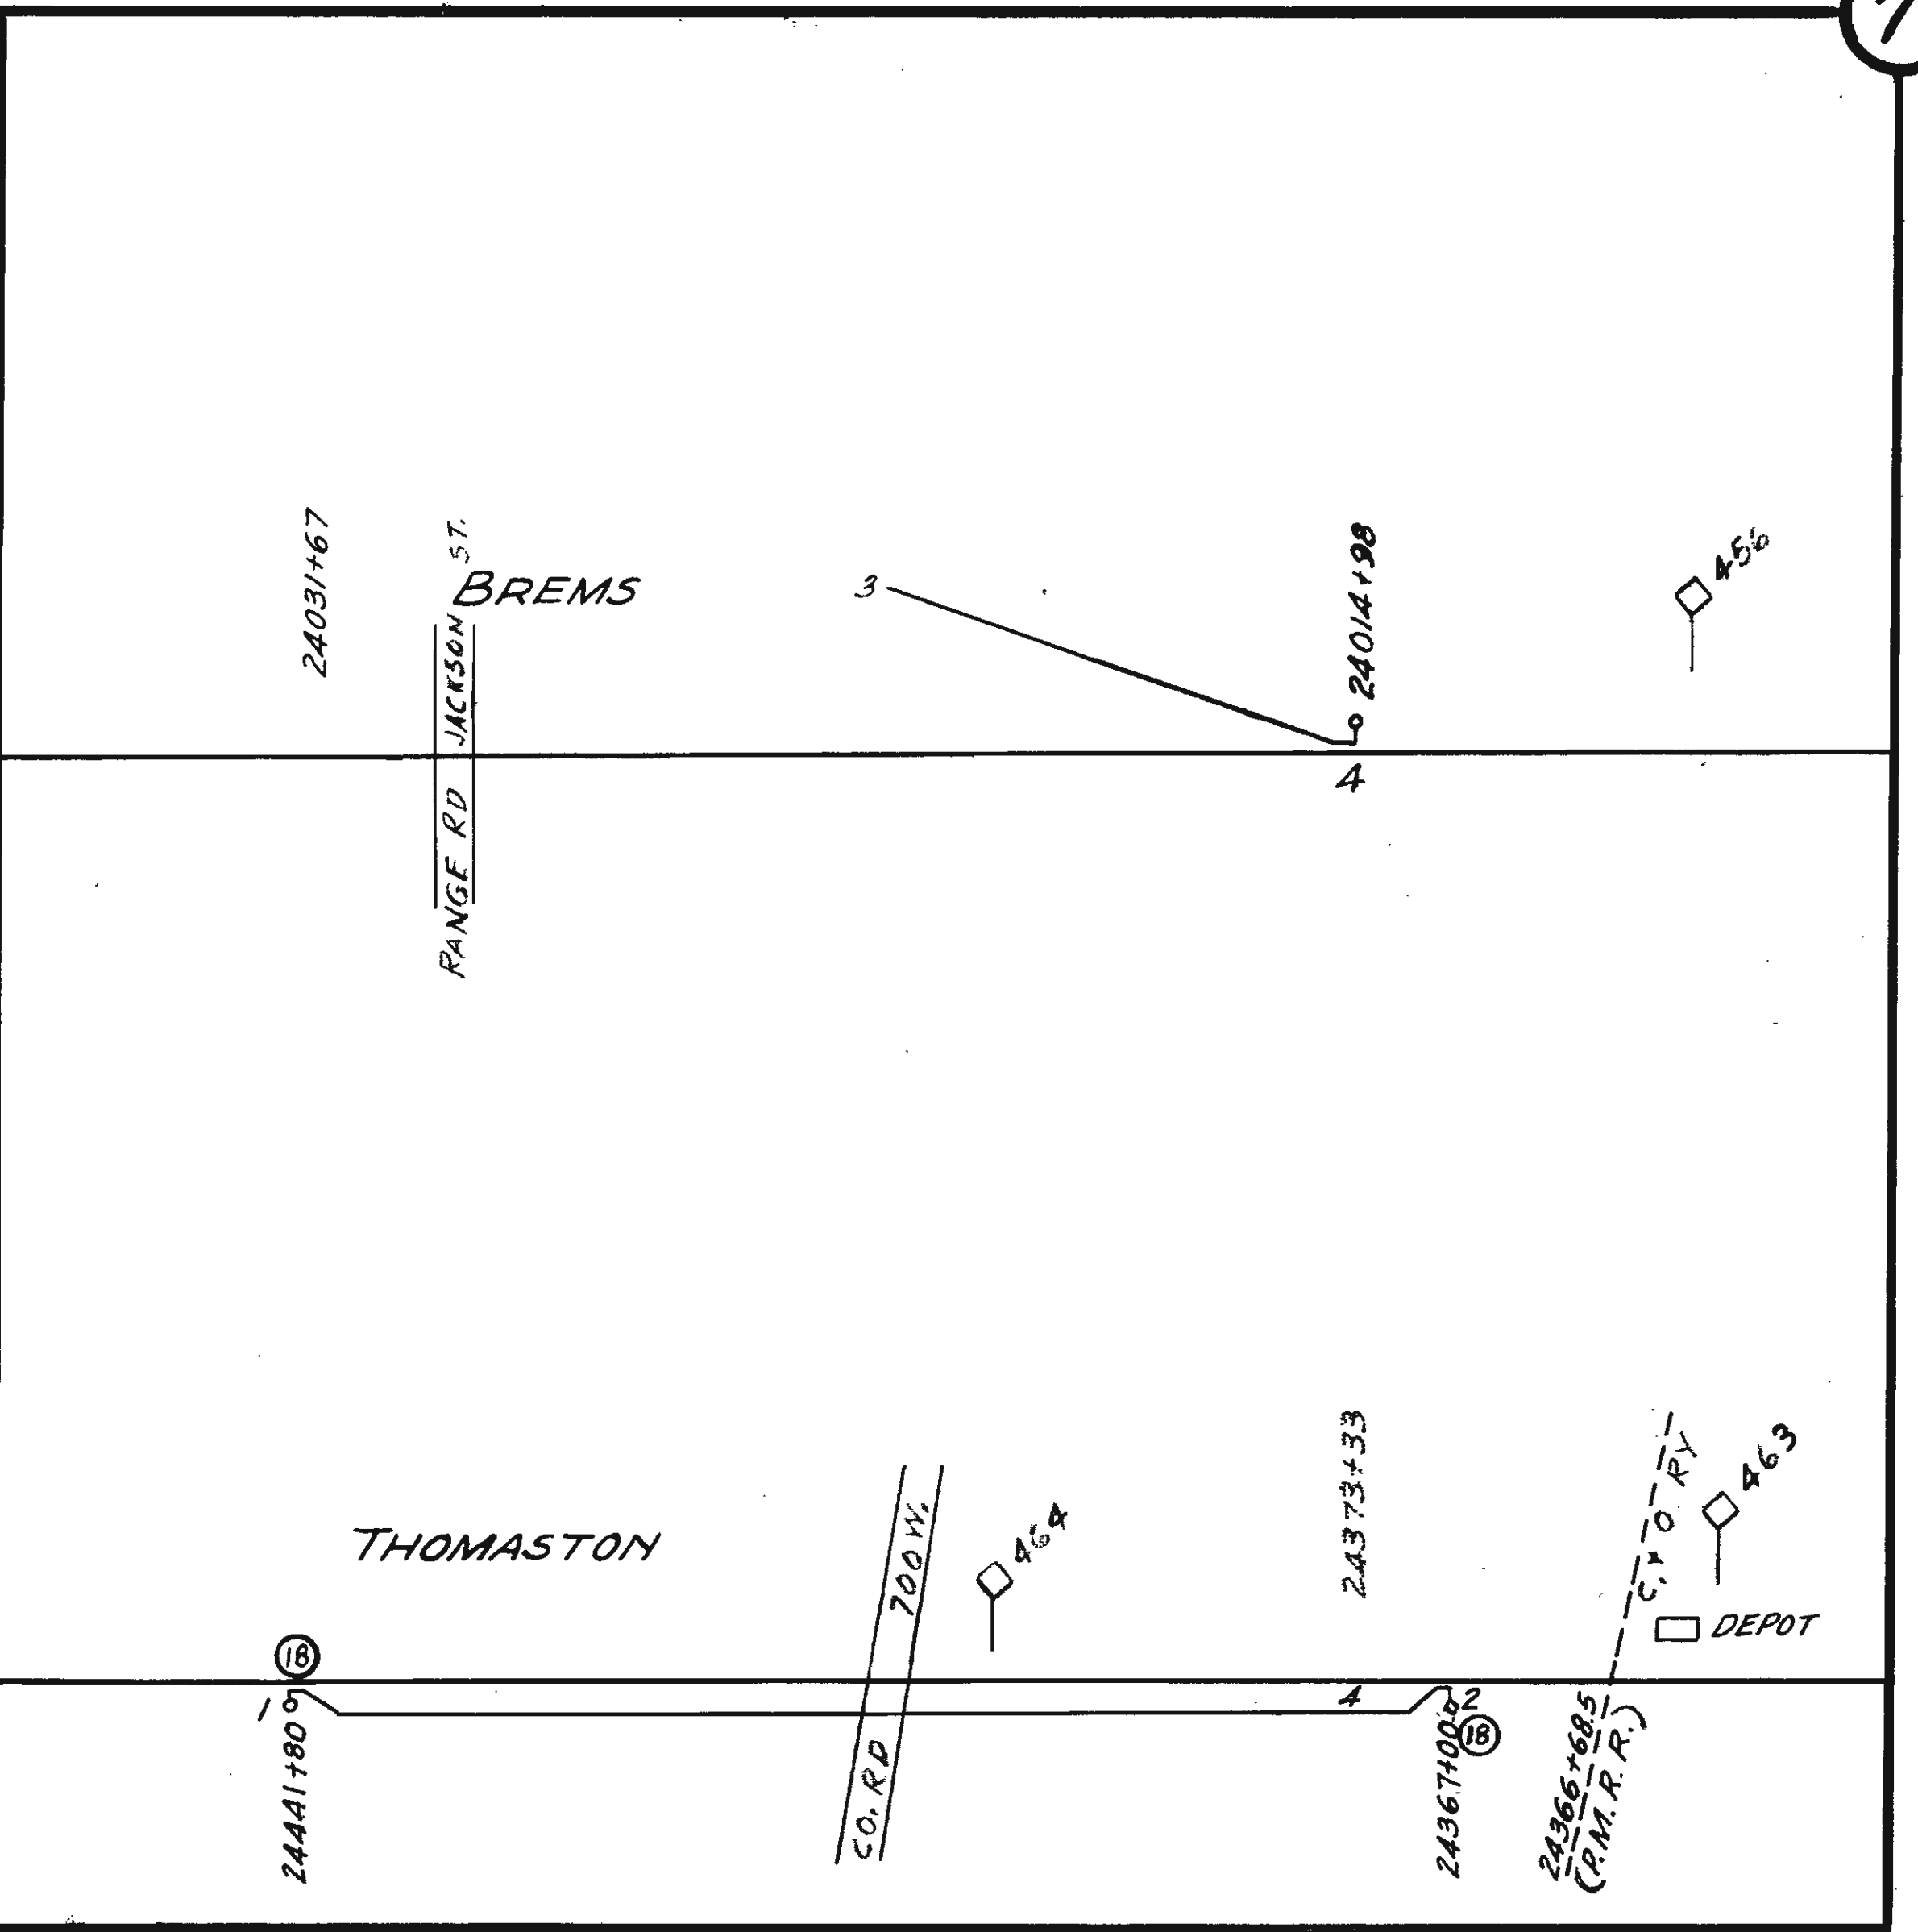 24031+67
RANGE RD JACKSON ST.
BREMS
3
24014+98
456
4
THOMASTON
CO. RD 700 W.
464
24373+33
C. + O RY
463
DEPOT
18
1
24441+80
4
2
18
24367+00
24366+68.5
(P.M.R.R.)